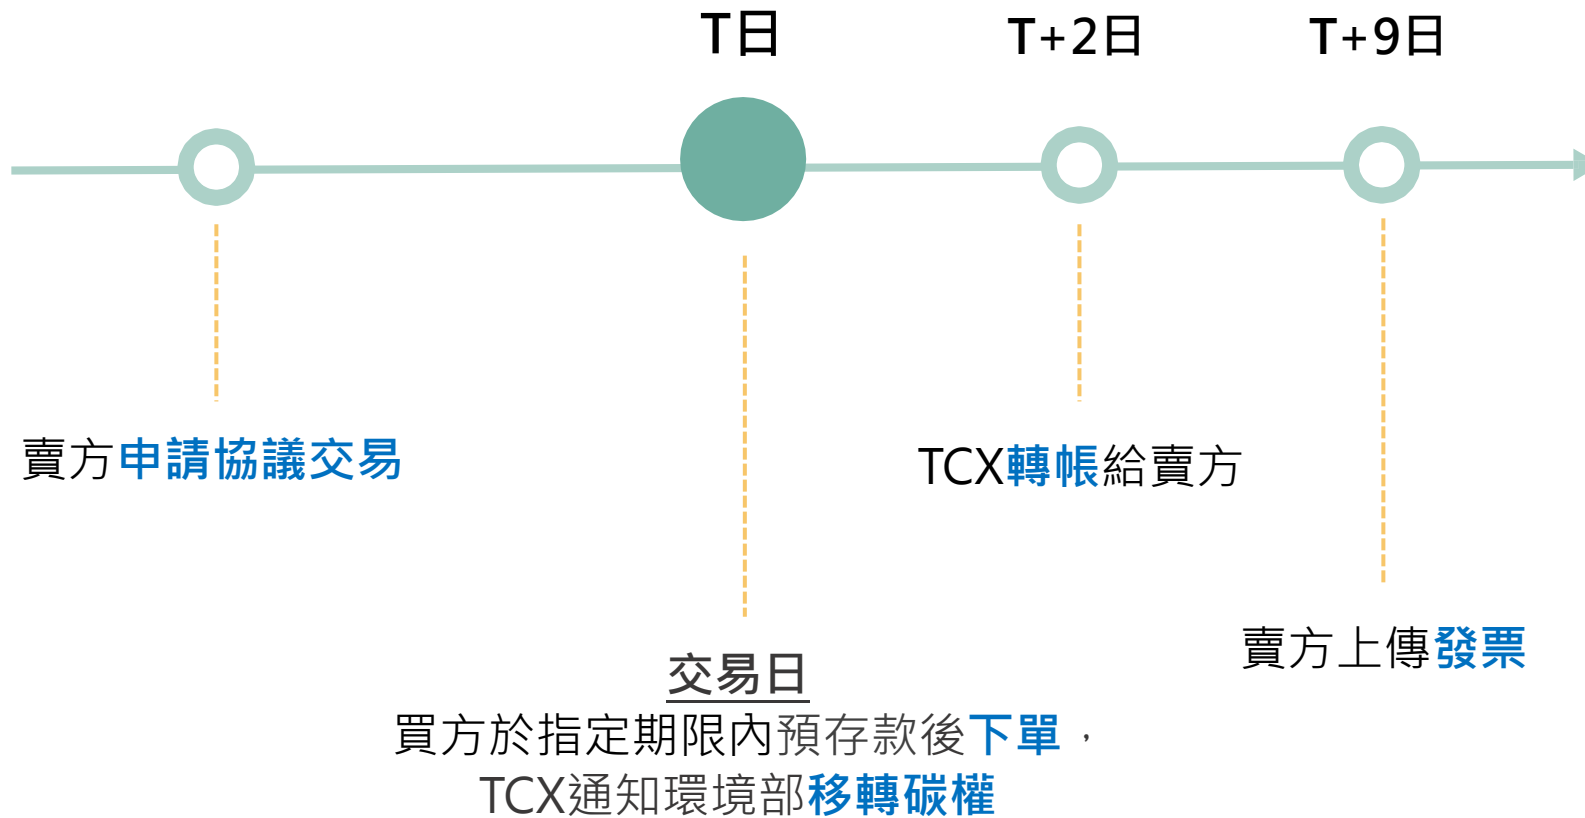 T日
T+2日
T+9日
賣方申請協議交易
TCX轉帳給賣方
賣方上傳發票
交易日
買方於指定期限內預存款後下單，
TCX通知環境部移轉碳權